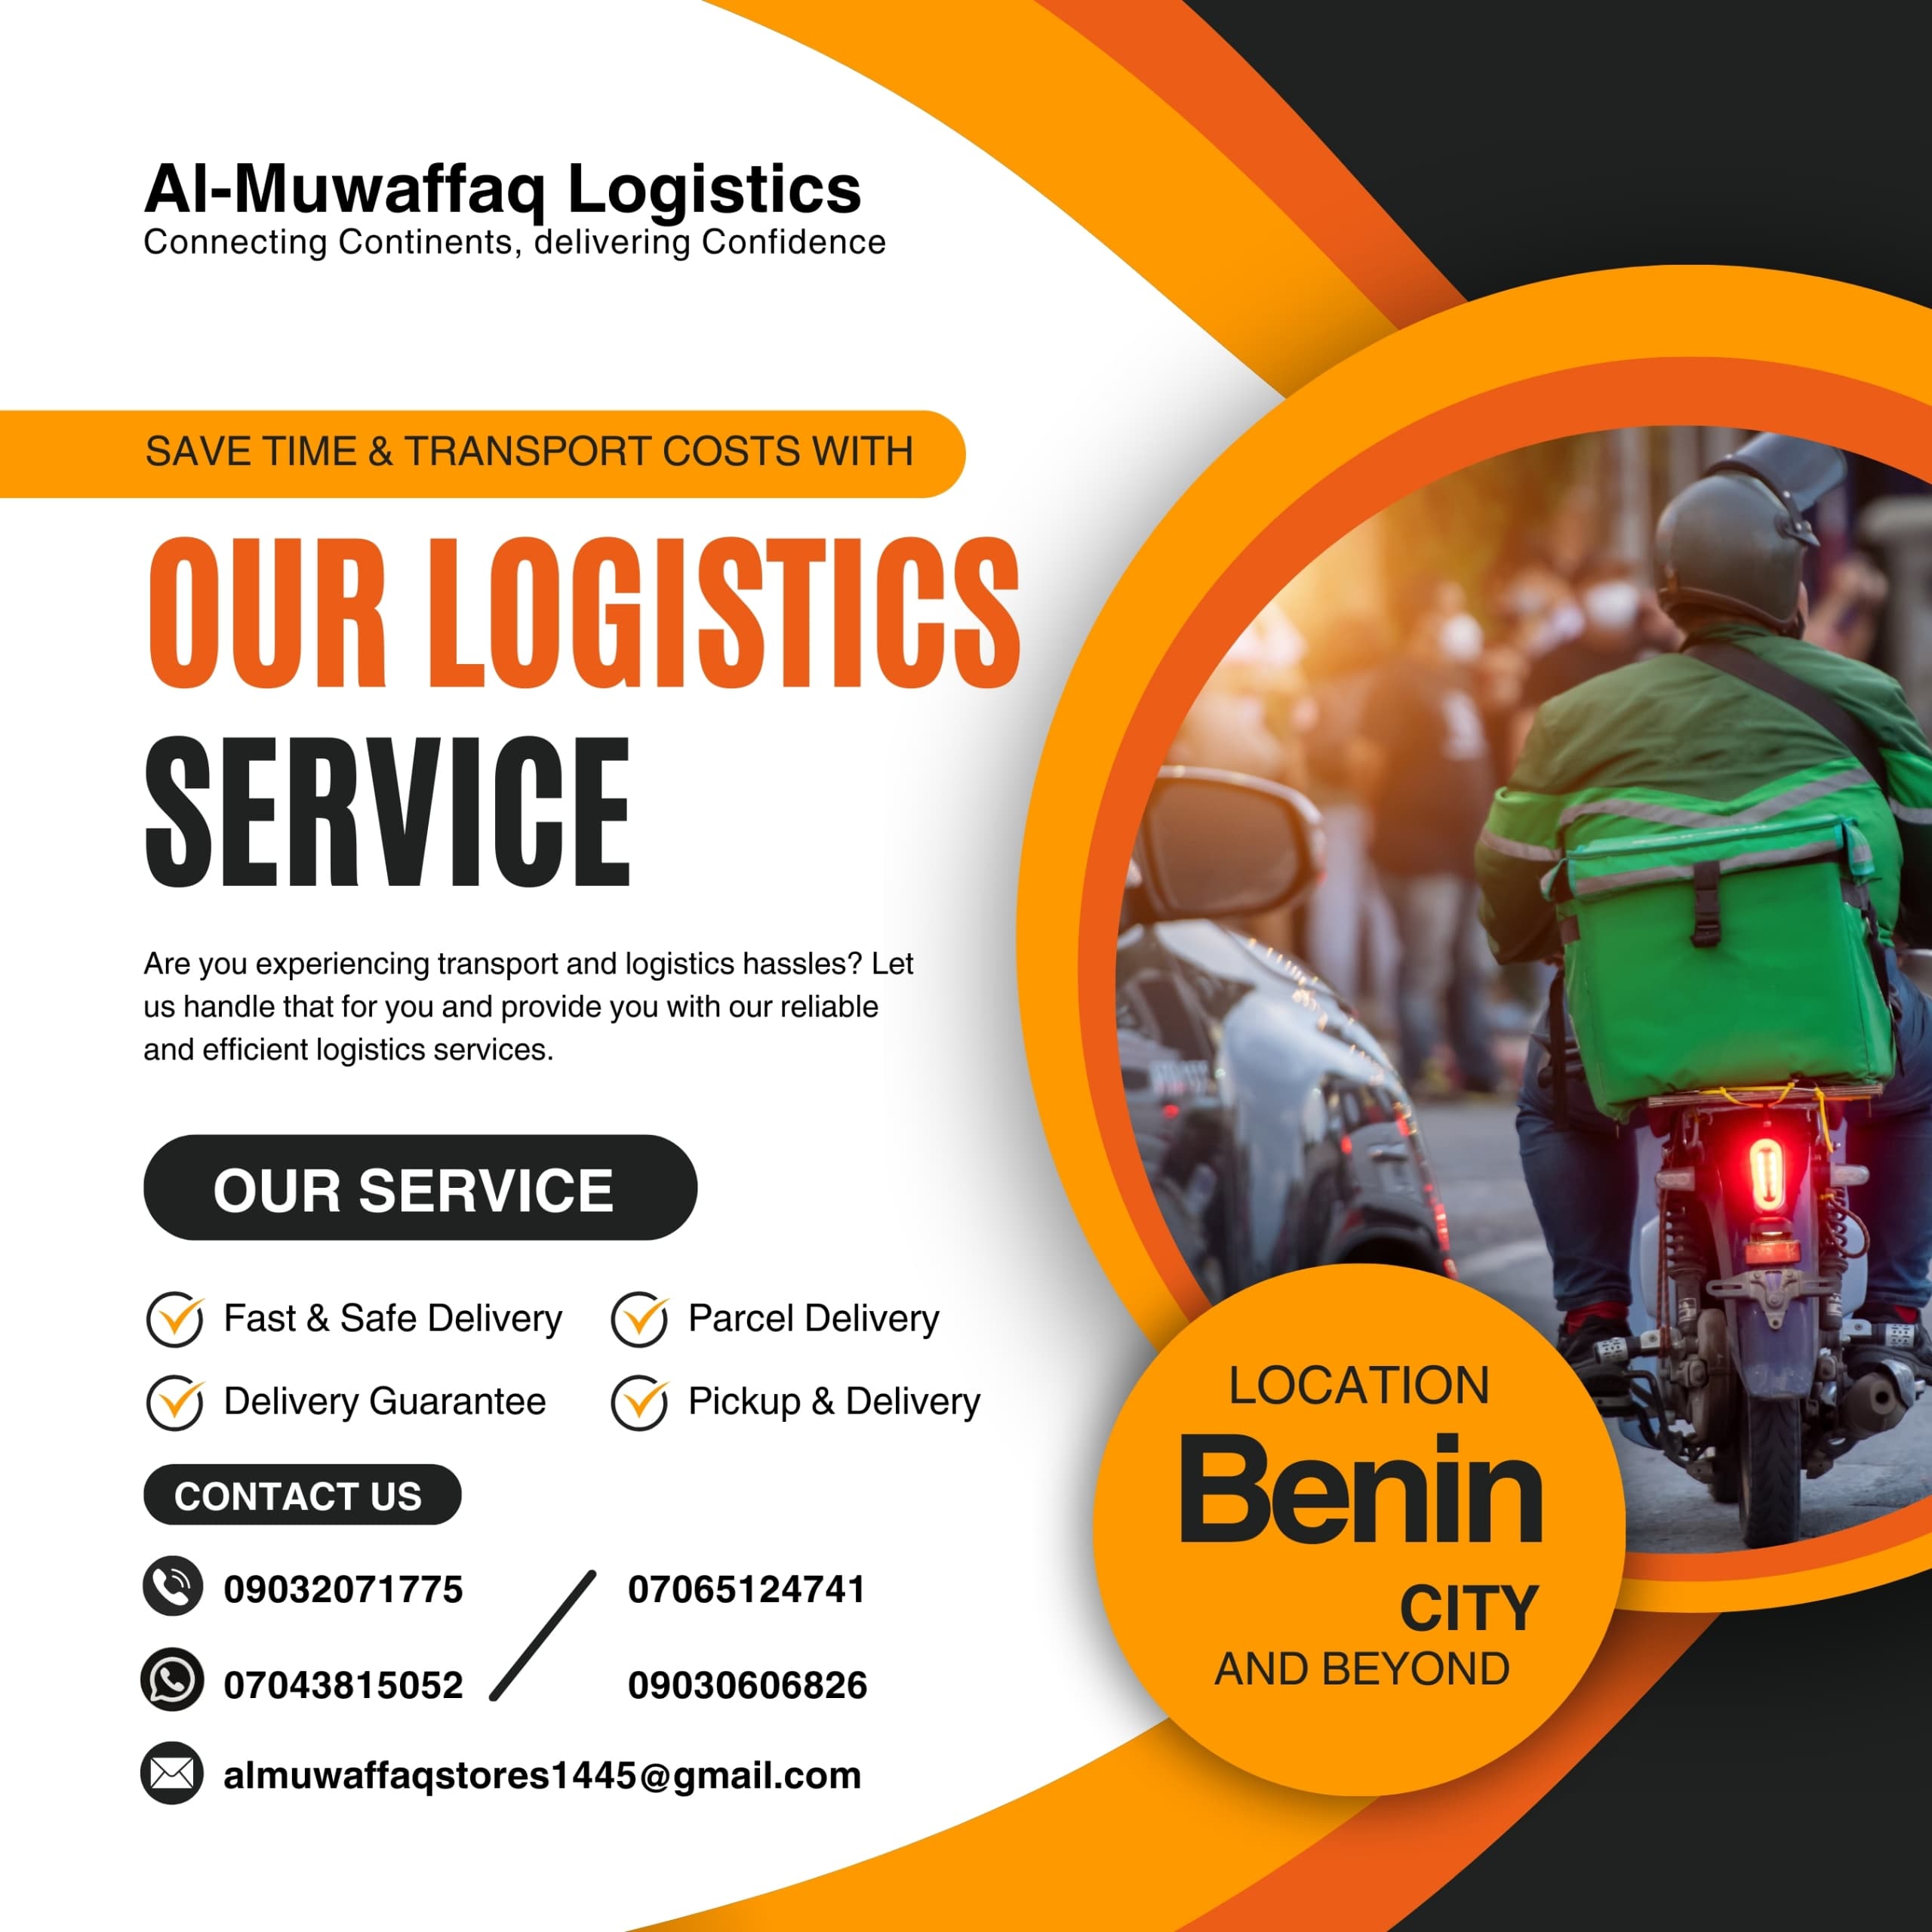 Al-Muwaffaq Logistics
Connecting Continents, delivering Confidence
SAVE TIME & TRANSPORT COSTS WITH
OUR LOGISTICS
SERVICE
Are you experiencing transport and logistics hassles? Let
us handle that for you and provide you with our reliable
and efficient logistics services.
OUR SERVICE
Fast & Safe Delivery
Parcel Delivery
Delivery Guarantee
Pickup & Delivery
CONTACT US
09032071775 / 07065124741
07043815052 09030606826
almuwaffaqstores1445@gmail.com
LOCATION
Benin
CITY
AND BEYOND